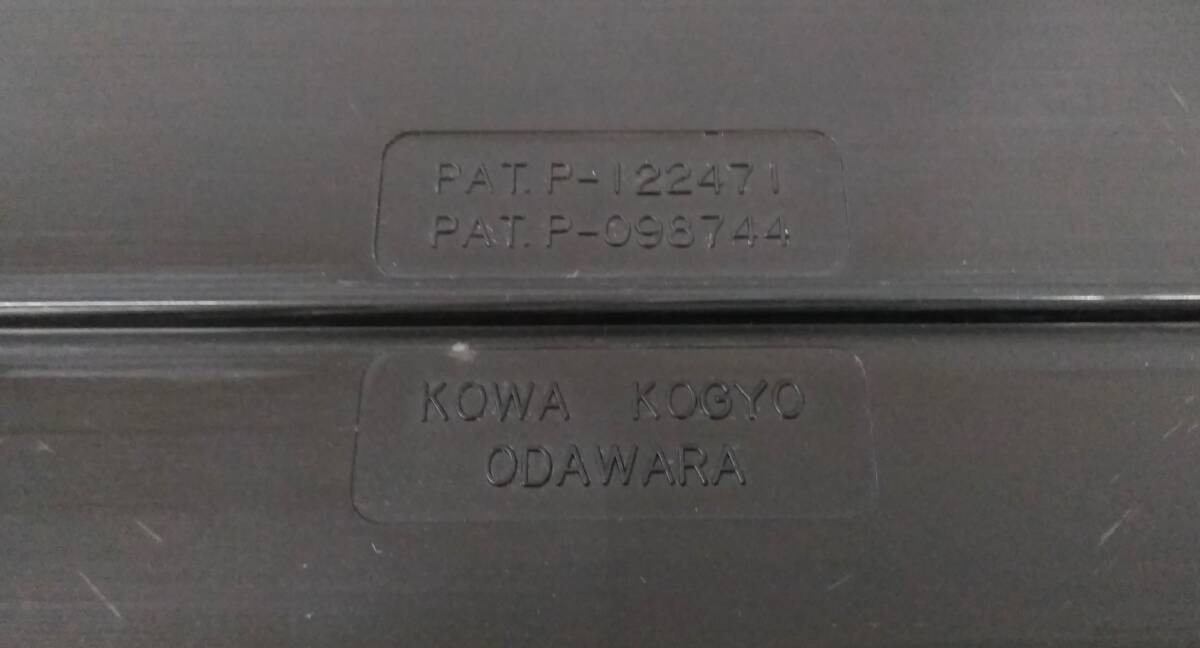 PAT. P-122471
PAT. P-098744
KOWA KOGYO
ODAWARA